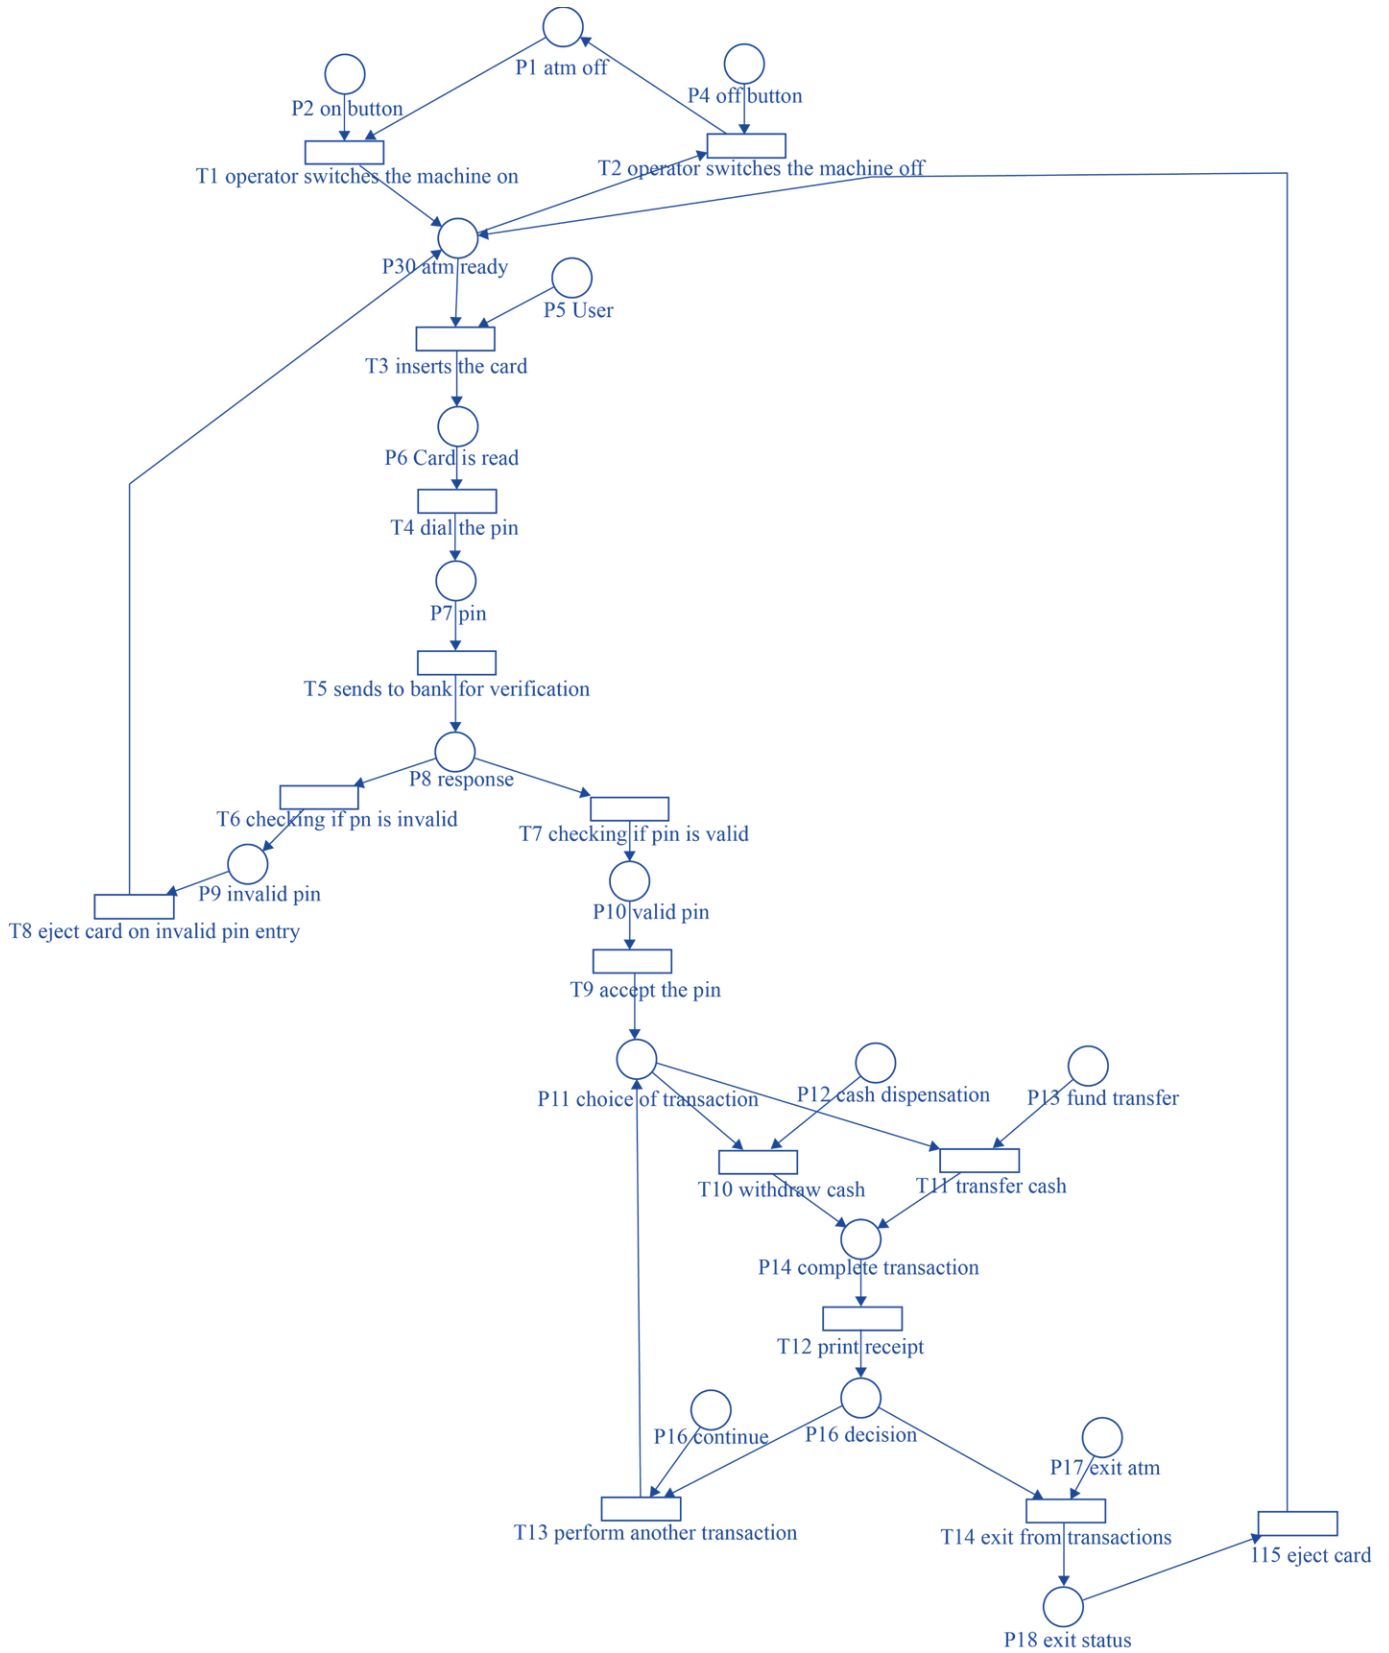 P1 atm off
P4 off button
P2 on button
T2 operator switches the machine off
T1 operator switches the machine on
P30 atm ready
P5 User
T3 inserts the card
P6 Card is read
T4 dial the pin
P7 pin
T5 sends to bank for verification
P8 response
T6 checking if pn is invalid
T7 checking if pin is valid
P9 invalid pin
P10 valid pin
T8 eject card on invalid pin entry
T9 accept the pin
P11 choice of transaction
P12 cash dispensation
P13 fund transfer
T10 withdraw cash
T11 transfer cash
P14 complete transaction
T12 print receipt
P16 continue
P16 decision
P17 exit atm
T13 perform another transaction
T14 exit from transactions
115 eject card
P18 exit status